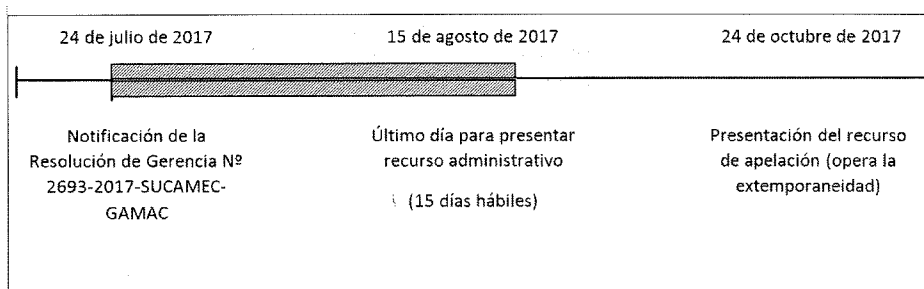 24 de julio de 2017
15 de agosto de 2017
24 de octubre de 2017
Notificación de la
Resolución de Gerencia Nº
2693-2017-SUCAMEC-
GAMAC
Último día para presentar
recurso administrativo
(15 días hábiles)
Presentación del recurso
de apelación (opera la
extemporaneidad)